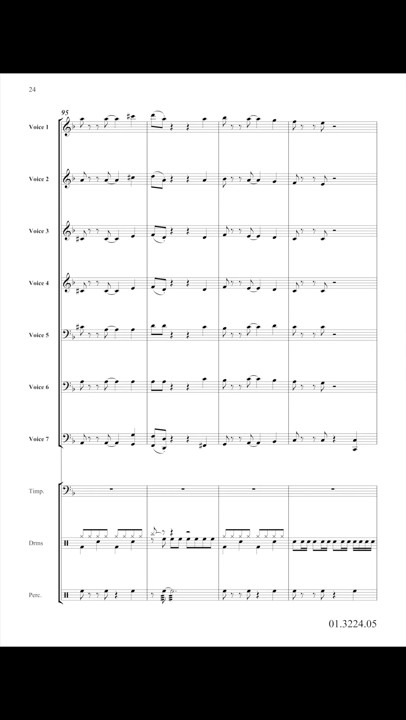 24
95
Voice 1
Voice 2
Voice 3
Voice 4
Voice 5
Voice 6
Voice 7
Timp.
Drms
Perc.
01.3224.05